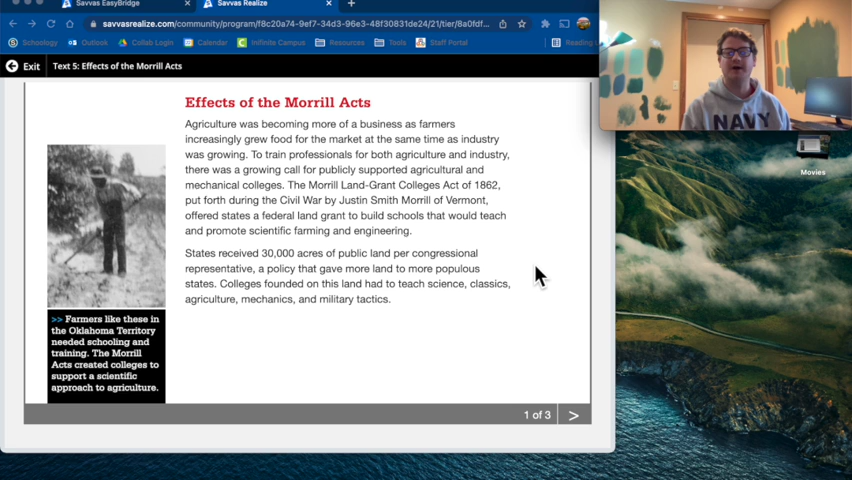 Savvas EasyBridge
Savvas Realize
savvasrealize.com/community/program/f8c20a74-9ef7-34d3-96e3-48f30831de24/21/tier/8a0fdf...
Schoology Outlook Collab Login Calendar Infinite Campus Resources Tools Staff Portal Reading
Exit Text 5: Effects of the Morrill Acts
Effects of the Morrill Acts
Agriculture was becoming more of a business as farmers
increasingly grew food for the market at the same time as industry
was growing. To train professionals for both agriculture and industry,
there was a growing call for publicly supported agricultural and
mechanical colleges. The Morrill Land-Grant Colleges Act of 1862,
put forth during the Civil War by Justin Smith Morrill of Vermont,
offered states a federal land grant to build schools that would teach
and promote scientific farming and engineering.
States received 30,000 acres of public land per congressional
representative, a policy that gave more land to more populous
states. Colleges founded on this land had to teach science, classics,
agriculture, mechanics, and military tactics.
>> Farmers like these in
the Oklahoma Territory
needed schooling and
training. The Morrill
Acts created colleges to
support a scientific
approach to agriculture.
1 of 3 >
NAVY
Movies